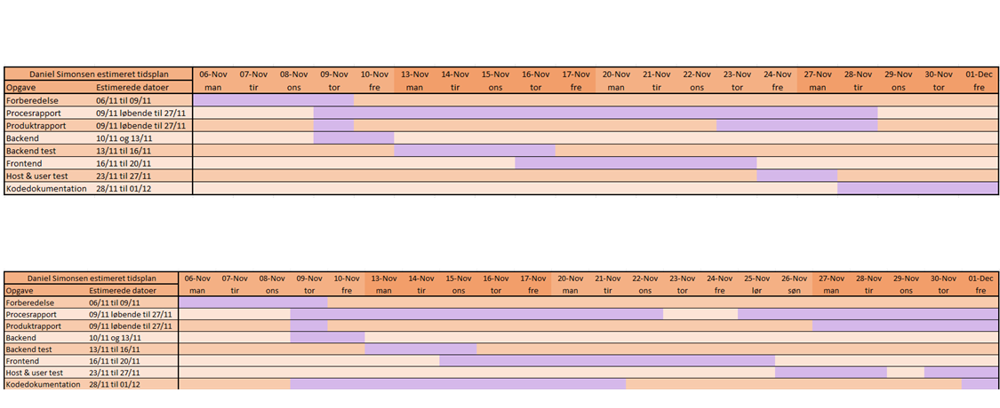 Daniel Simonsen estimeret tidsplan 06-Nov 07-Nov 08-Nov 09-Nov 10-Nov 13-Nov 14-Nov 15-Nov 16-Nov 17-Nov 20-Nov 21-Nov 22-Nov 23-Nov 24-Nov 27-Nov 28-Nov 29-Nov 30-Nov 01-Dec
Opgave Estimerede datoer man tir ons tor fre man tir ons tor fre man tir ons tor fre man tir ons tor fre
Forberedelse 06/11 til 09/11
Procesrapport 09/11 løbende til 27/11
Produktrapport 09/11 løbende til 27/11
Backend 10/11 og 13/11
Backend test 13/11 til 16/11
Frontend 16/11 til 20/11
Host & user test 23/11 til 27/11
Kodedokumentation 28/11 til 01/12
Daniel Simonsen estimeret tidsplan 06-Nov 07-Nov 08-Nov 09-Nov 10-Nov 13-Nov 14-Nov 15-Nov 16-Nov 17-Nov 20-Nov 21-Nov 22-Nov 23-Nov 24-Nov 25-Nov 26-Nov 27-Nov 28-Nov 29-Nov 30-Nov 01-Dec
Opgave Estimerede datoer man tir ons tor fre man tir ons tor fre man tir ons tor fre lør søn man tir ons tor fre
Forberedelse 06/11 til 09/11
Procesrapport 09/11 løbende til 27/11
Produktrapport 09/11 løbende til 27/11
Backend 10/11 og 13/11
Backend test 13/11 til 16/11
Frontend 16/11 til 20/11
Host & user test 23/11 til 27/11
Kodedokumentation 28/11 til 01/12